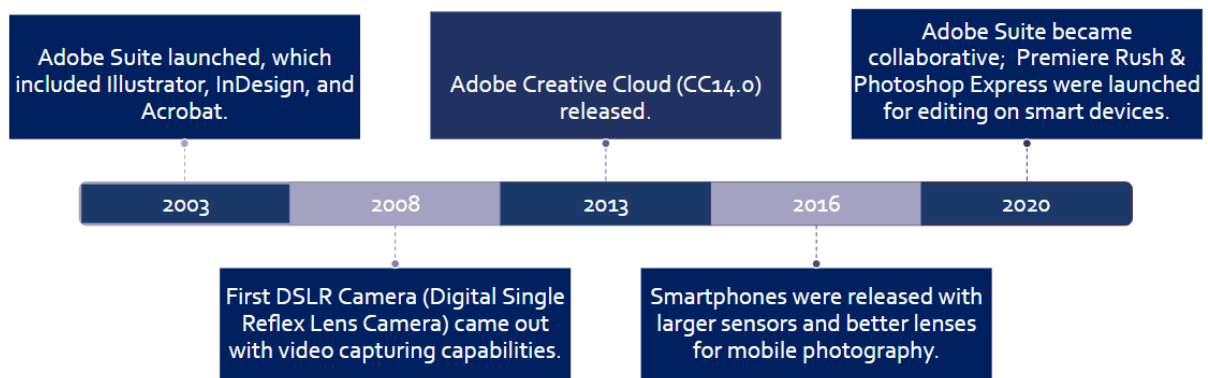 Adobe Suite launched, which
included Illustrator, InDesign, and
Acrobat.
Adobe Creative Cloud (CC14.0)
released.
Adobe Suite became
collaborative;  Premiere Rush &
Photoshop Express were launched
for editing on smart devices.
2003
2008
2013
2016
2020
First DSLR Camera (Digital Single
Reflex Lens Camera) came out
with video capturing capabilities.
Smartphones were released with
larger sensors and better lenses
for mobile photography.